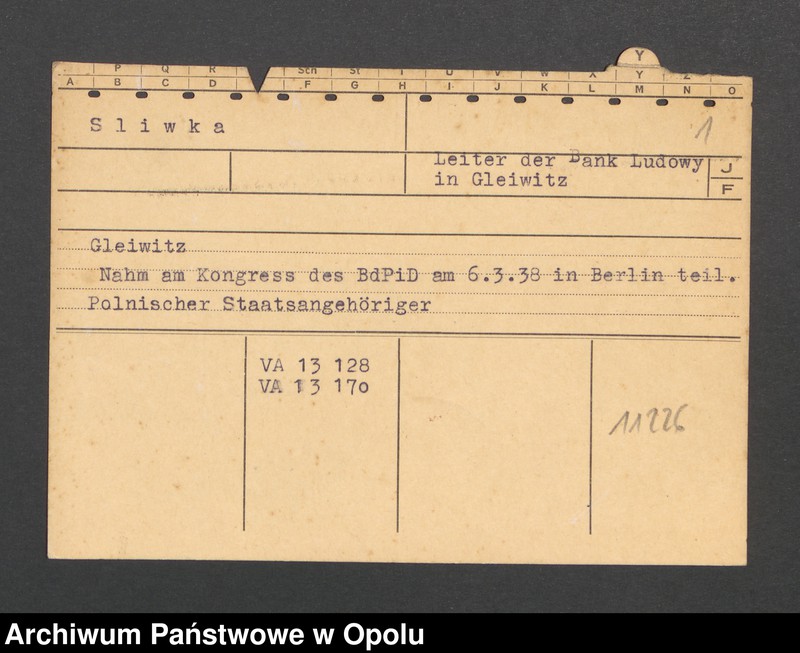 P Q R Sch St T U V W X Y Z
A B C D F G H I J K L M N O
Y
Sliwka
1
Leiter der Bank Ludowy
in Gleiwitz
J
F
Gleiwitz
Nahm am Kongress des BdPiD am 6.3.38 in Berlin teil.
Polnischer Staatsangehöriger
VA 13 128
VA 13 17o
11226
Archiwum Państwowe w Opolu